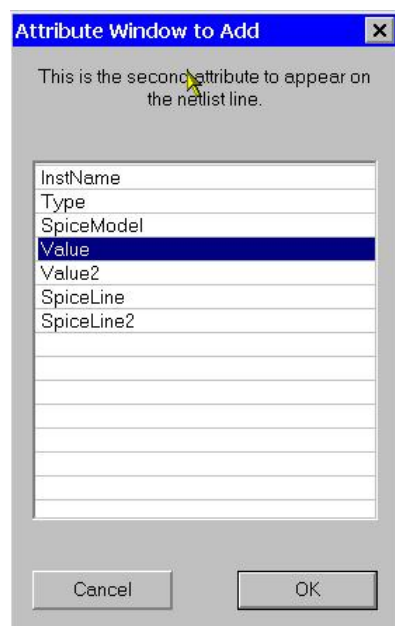 Attribute Window to Add
This is the second attribute to appear on
the netlist line.
InstName
Type
SpiceModel
Value
Value2
SpiceLine
SpiceLine2
Cancel
OK